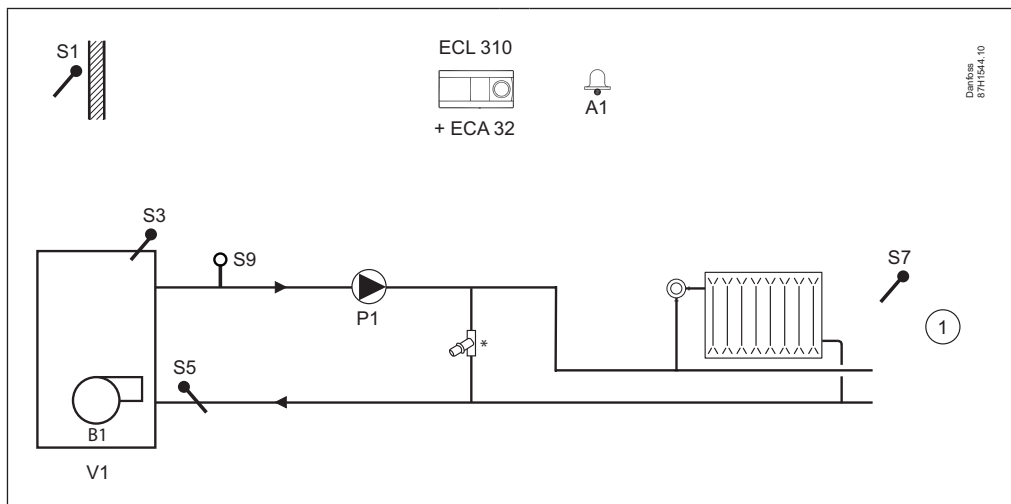 S1
ECL 310
+ ECA 32
A1
Danfoss
87H1544.10
S3
S9
P1
*
S7
1
S5
B1
V1